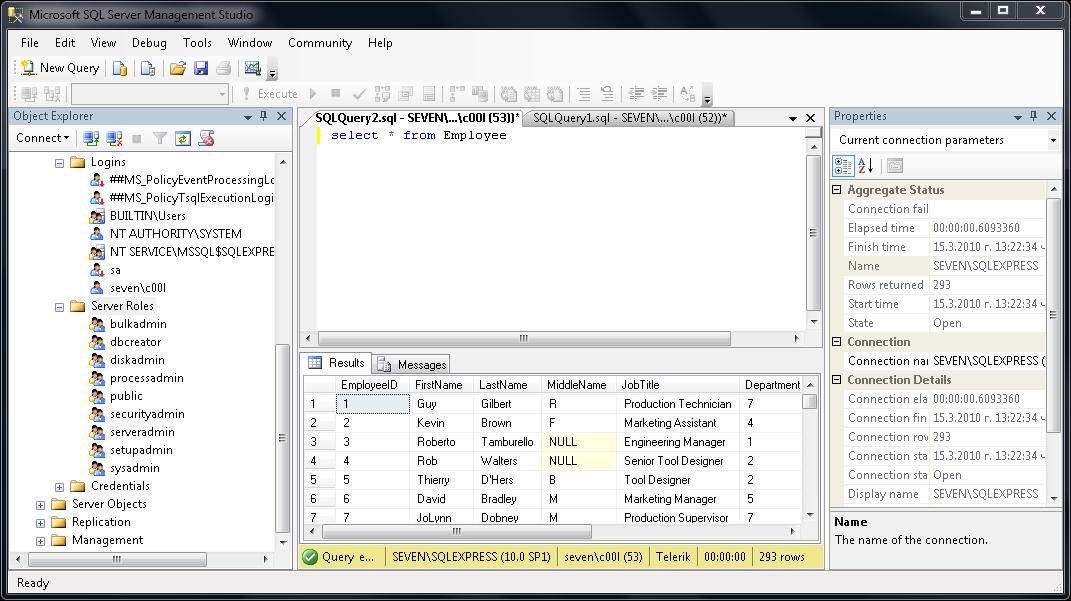 Microsoft SQL Server Management Studio
File Edit View Debug Tools Window Community Help
New Query
Execute
Object Explorer
Connect
Logins
##MS_PolicyEventProcessingLo
##MS_PolicyTsqlExecutionLogi
BUILTIN\Users
NT AUTHORITY\SYSTEM
NT SERVICE\MSSQL$SQLEXPRE
sa
seven\c00l
Server Roles
bulkadmin
dbcreator
diskadmin
processadmin
public
securityadmin
serveradmin
setupadmin
sysadmin
Credentials
Server Objects
Replication
Management
SQLQuery2.sql - SEVEN\...\c00l (53))* SQLQuery1.sql - SEVEN\...\c00l (52))*
select * from Employee
Results Messages
EmployeeID FirstName LastName MiddleName JobTitle Department
1 1 Guy Gilbert R Production Technician 7
2 2 Kevin Brown F Marketing Assistant 4
3 3 Roberto Tamburello NULL Engineering Manager 1
4 4 Rob Walters NULL Senior Tool Designer 2
5 5 Thierry D'Hers B Tool Designer 2
6 6 David Bradley M Marketing Manager 5
7 7 JoLynn Dobney M Production Supervisor 7
Query e... SEVEN\SQLEXPRESS (10.0 SP1) seven\c00l (53) Telerik 00:00:00 293 rows
Properties
Current connection parameters
Aggregate Status
Connection fail
Elapsed time 00:00:00.6093360
Finish time 15.3.2010 г. 13:22:34
Name SEVEN\SQLEXPRESS
Rows returned 293
Start time 15.3.2010 г. 13:22:34
State Open
Connection
Connection nar SEVEN\SQLEXPRESS (
Connection Details
Connection ela 00:00:00.6093360
Connection fin 15.3.2010 г. 13:22:34
Connection rov 293
Connection sta 15.3.2010 г. 13:22:34
Connection sta Open
Display name SEVEN\SQLEXPRESS
Name
The name of the connection.
Ready